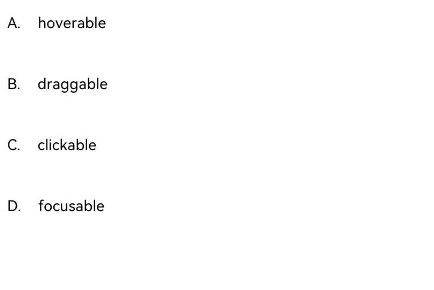 A. hoverable
B. draggable
C. clickable
D. focusable